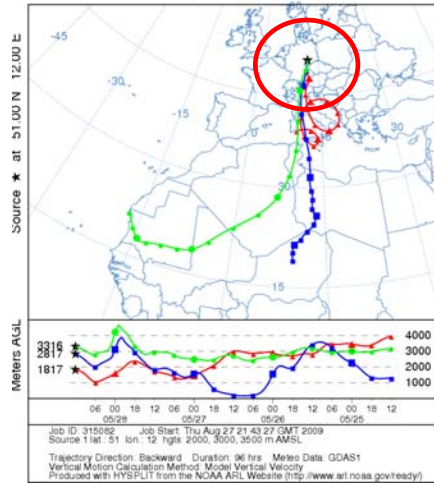 Source ★ at 51.00 N 12.00 E
-45
-30
-15
0
15
30
45
15
30
Meters AGL
3316
2817
1817
4000
3000
2000
1000
06 00 18 12 06 00 18 12 06 00 18 12 06 00 18 12
05/28 05/27 05/26 05/25
Job ID: 315082 Job Start: Thu Aug 27 21:43:27 GMT 2009
Source 1 lat.: 51 lon.: 12 hgts: 2000, 3000, 3500 m AMSL
Trajectory Direction: Backward Duration: 96 hrs Meteo Data: GDAS1
Vertical Motion Calculation Method: Model Vertical Velocity
Produced with HYSPLIT from the NOAA ARL Website (http://www.arl.noaa.gov/ready/)